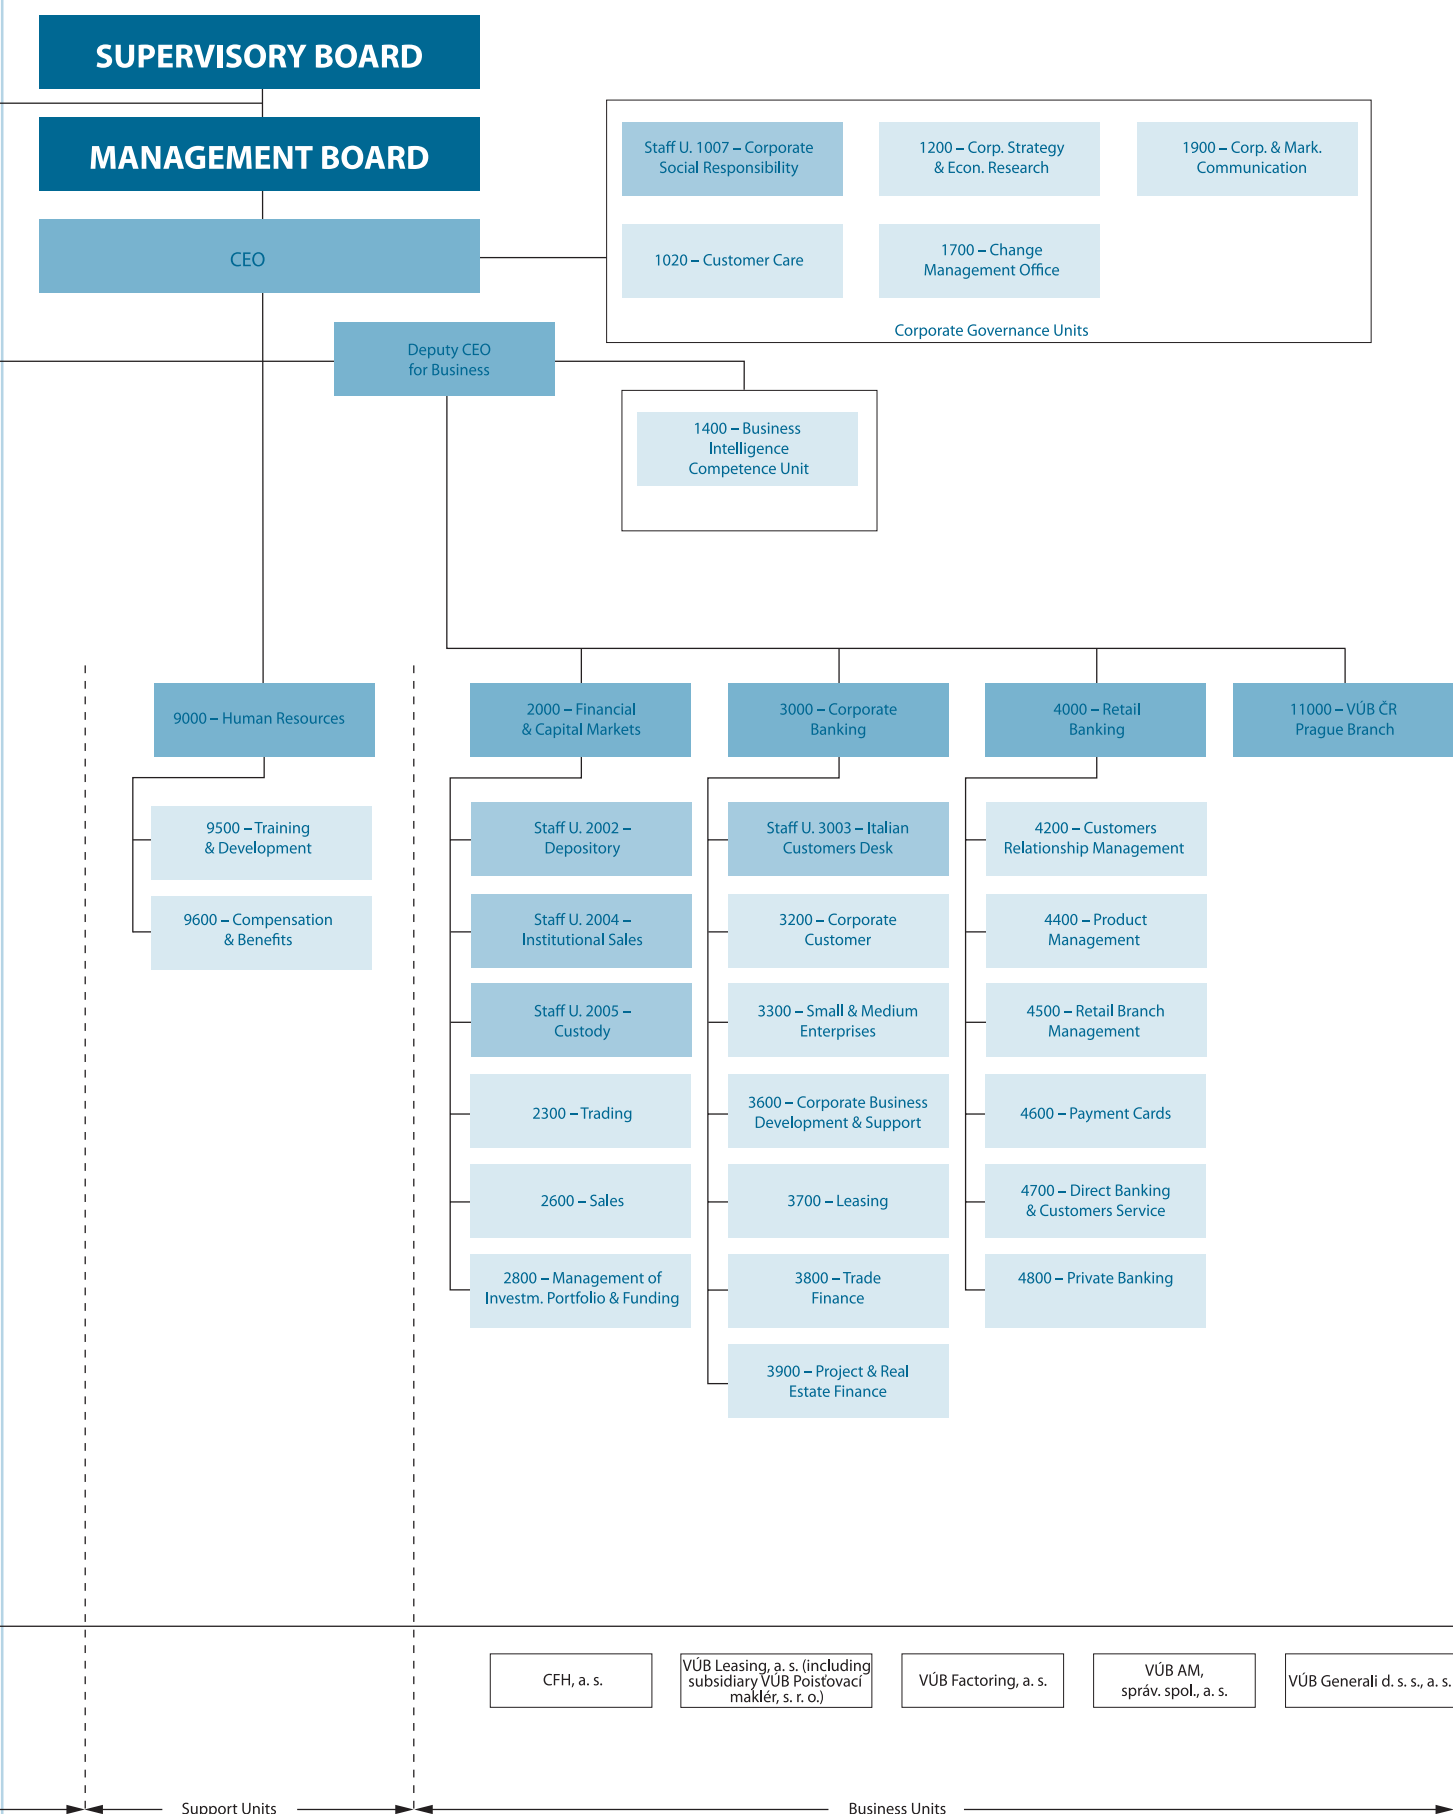 SUPERVISORY BOARD
MANAGEMENT BOARD
CEO
Staff U. 1007 – Corporate
Social Responsibility
1200 – Corp. Strategy
& Econ. Research
1900 – Corp. & Mark.
Communication
1020 – Customer Care
1700 – Change
Management Office
Corporate Governance Units
Deputy CEO
for Business
1400 – Business
Intelligence
Competence Unit
9000 – Human Resources
2000 – Financial
& Capital Markets
3000 – Corporate
Banking
4000 – Retail
Banking
11000 – VÚB ČR
Prague Branch
9500 – Training
& Development
9600 – Compensation
& Benefits
Staff U. 2002 –
Depository
Staff U. 2004 –
Institutional Sales
Staff U. 2005 –
Custody
2300 – Trading
2600 – Sales
2800 – Management of
Investm. Portfolio & Funding
Staff U. 3003 – Italian
Customers Desk
3200 – Corporate
Customer
3300 – Small & Medium
Enterprises
3600 – Corporate Business
Development & Support
3700 – Leasing
3800 – Trade
Finance
3900 – Project & Real
Estate Finance
4200 – Customers
Relationship Management
4400 – Product
Management
4500 – Retail Branch
Management
4600 – Payment Cards
4700 – Direct Banking
& Customers Service
4800 – Private Banking
CFH, a. s.
VÚB Leasing, a. s. (including
subsidiary VÚB Poisťovací
maklér, s. r. o.)
VÚB Factoring, a. s.
VÚB AM,
správ. spol., a. s.
VÚB Generali d. s. s., a. s.
Support Units
Business Units